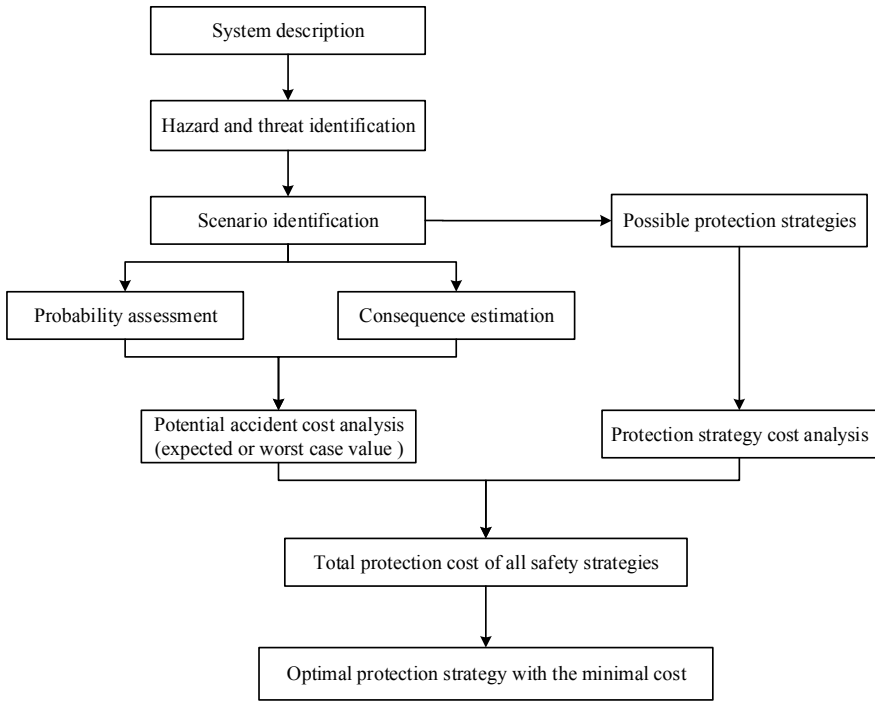 System description
Hazard and threat identification
Scenario identification
Possible protection strategies
Probability assessment
Consequence estimation
Potential accident cost analysis
(expected or worst case value )
Protection strategy cost analysis
Total protection cost of all safety strategies
Optimal protection strategy with the minimal cost